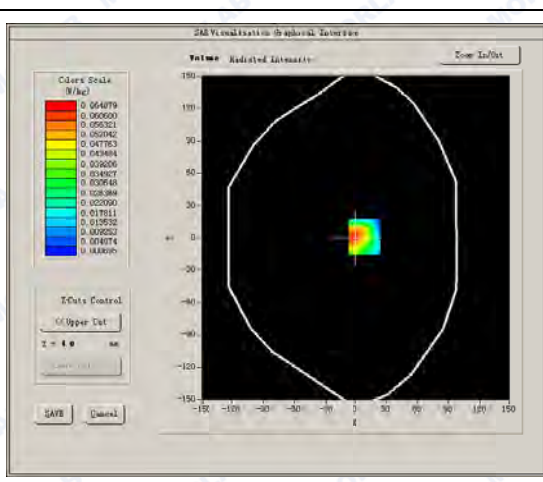 SAR Visualisation Graphical Interface
Volume Radiated Intensity
Zoom In/Out
Colors Scale
(W/kg)
0.064879
0.060600
0.056321
0.052042
0.047763
0.043484
0.039206
0.034927
0.030648
0.026369
0.022090
0.017811
0.013532
0.009253
0.004974
0.000695
150
120
90
60
30
0
-30
-60
-90
-120
-150
-150 -120 -90 -60 -30 0 30 60 90 120 150
X
Z-Cuts Control
<<Upper Cut
Z = 4.0 mm
SAVE
Cancel